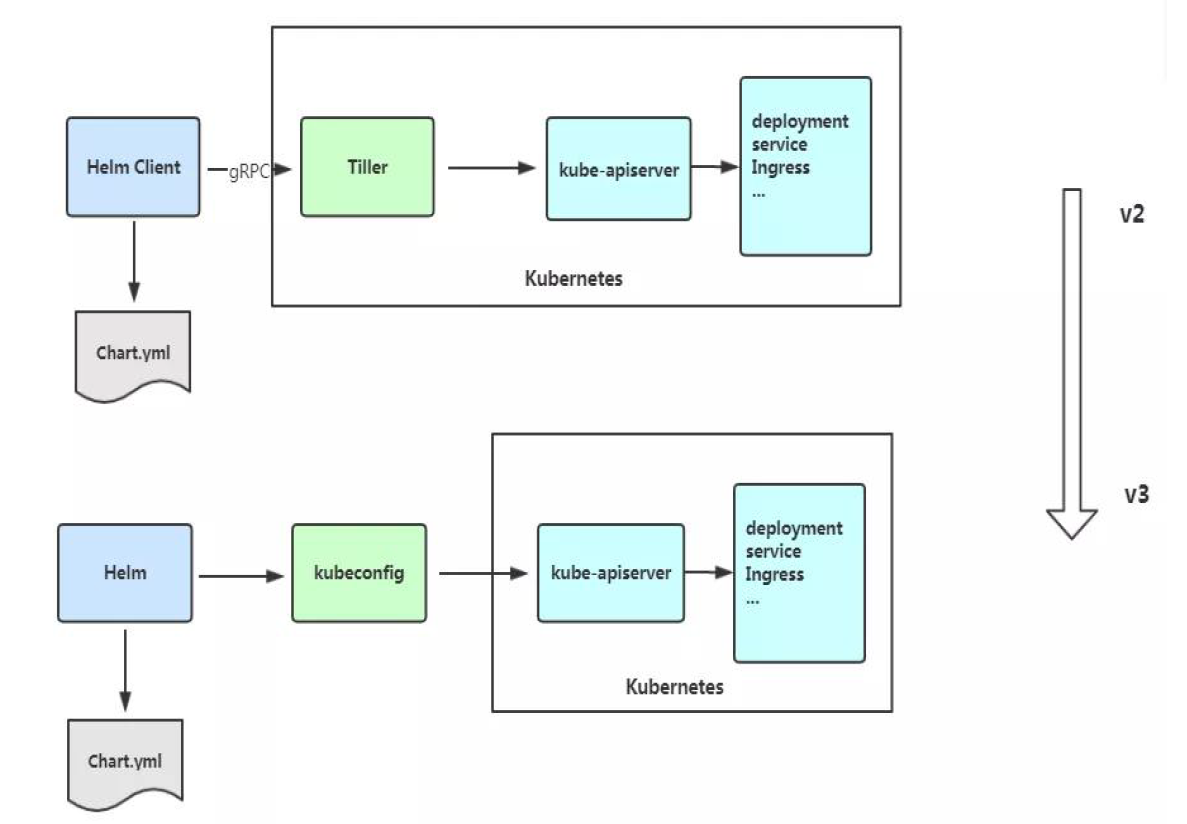 Helm Client
gRPC
Tiller
kube-apiserver
deployment
service
Ingress
...
Kubernetes
Chart.yml
v2
v3
Helm
kubeconfig
kube-apiserver
deployment
service
Ingress
...
Kubernetes
Chart.yml